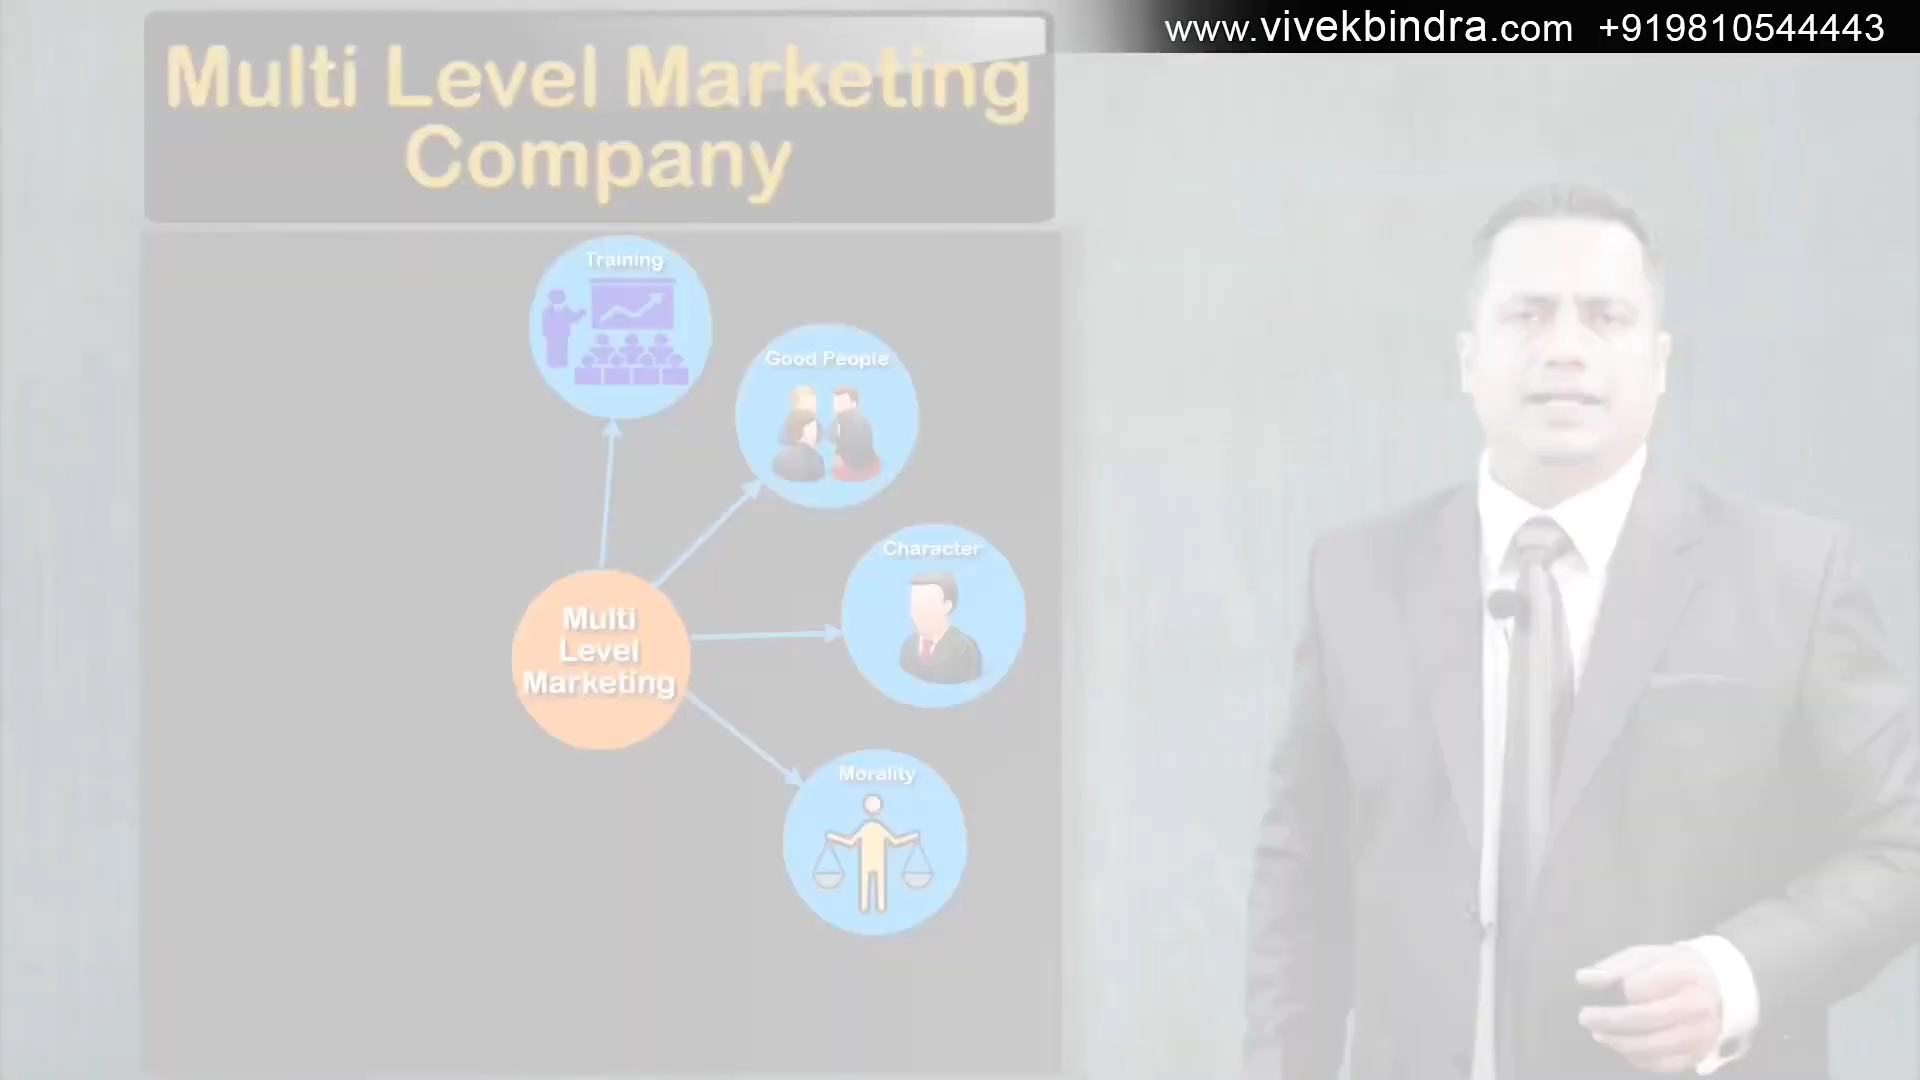 www.vivekbindra.com +919810544443
Multi Level Marketing
Company
Training
Good People
Character
Multi
Level
Marketing
Morality